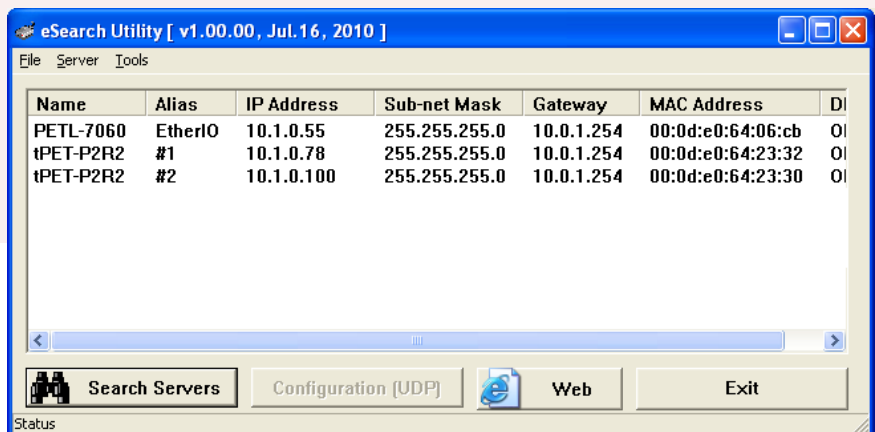 eSearch Utility [ v1.00.00, Jul.16, 2010 ]
File Server Tools
Name Alias IP Address Sub-net Mask Gateway MAC Address
PETL-7060 EtherIO 10.1.0.55 255.255.255.0 10.0.1.254 00:0d:e0:64:06:cb
tPET-P2R2 #1 10.1.0.78 255.255.255.0 10.0.1.254 00:0d:e0:64:23:32
tPET-P2R2 #2 10.1.0.100 255.255.255.0 10.0.1.254 00:0d:e0:64:23:30
Search Servers Configuration (UDP) Web Exit
Status